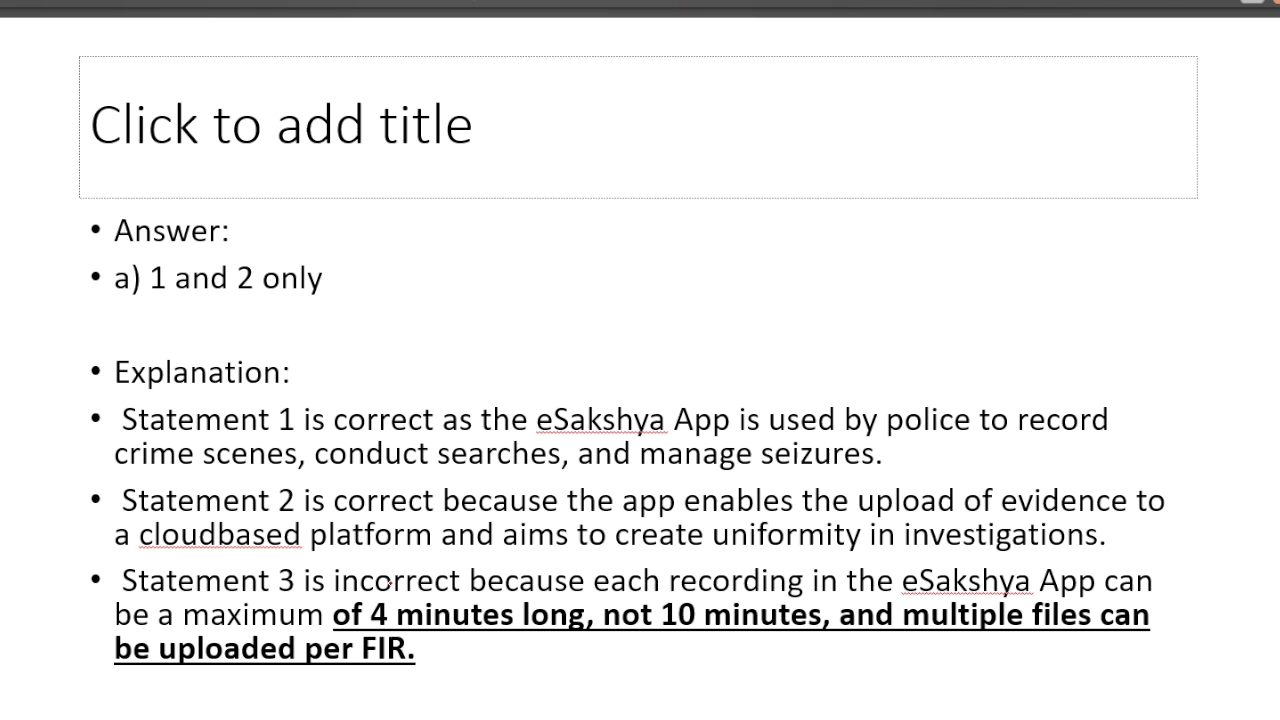 Click to add title
• Answer:
• a) 1 and 2 only
• Explanation:
• Statement 1 is correct as the eSakshya App is used by police to record
crime scenes, conduct searches, and manage seizures.
• Statement 2 is correct because the app enables the upload of evidence to
a cloudbased platform and aims to create uniformity in investigations.
• Statement 3 is incorrect because each recording in the eSakshya App can
be a maximum of 4 minutes long, not 10 minutes, and multiple files can
be uploaded per FIR.